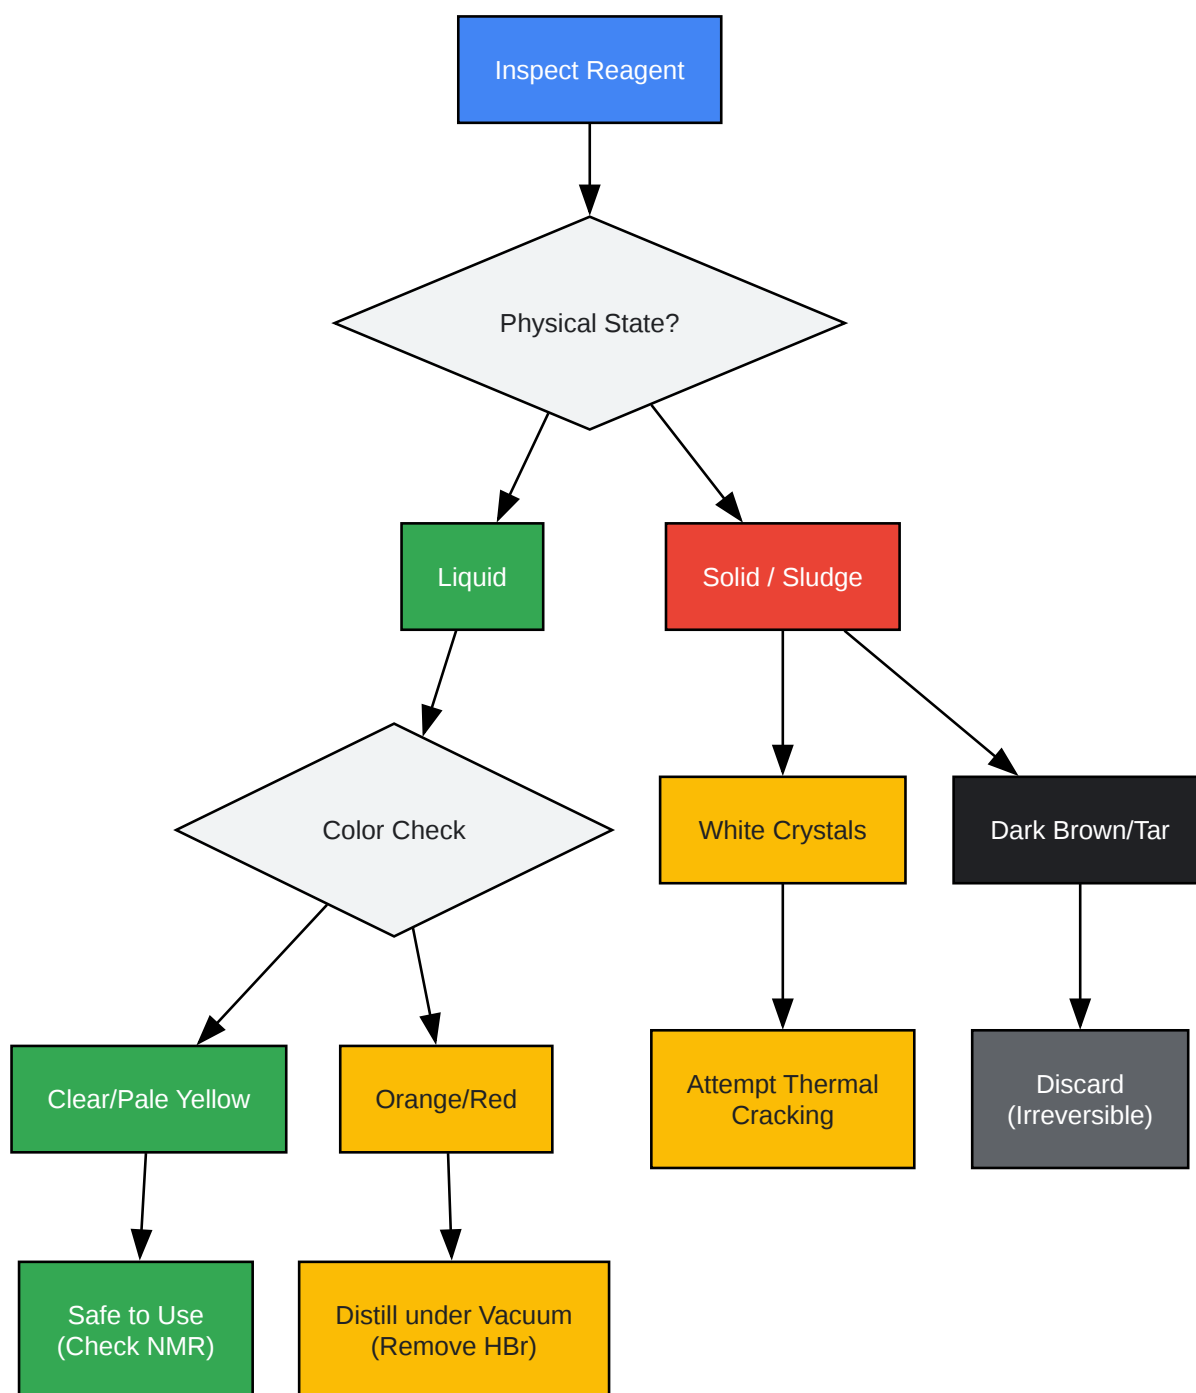 Inspect Reagent
Physical State?
Liquid
Solid / Sludge
Color Check
White Crystals
Dark Brown/Tar
Clear/Pale Yellow
Orange/Red
Attempt Thermal
Cracking
Discard
(Irreversible)
Safe to Use
(Check NMR)
Distill under Vacuum
(Remove HBr)